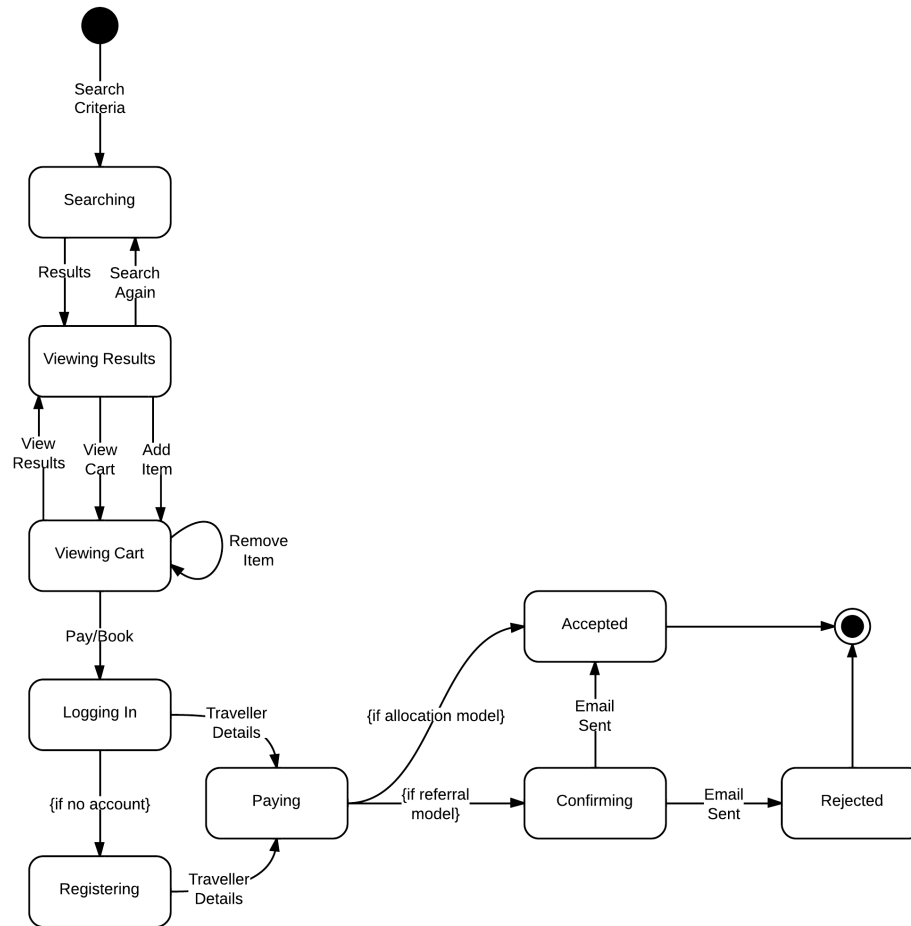 Search
Criteria
Searching
Results
Search
Again
Viewing Results
View
Results
View
Cart
Add
Item
Viewing Cart
Remove
Item
Pay/Book
Accepted
Logging In
Traveller
Details
{if allocation model}
Email
Sent
{if no account}
Paying
{if referral
model}
Confirming
Email
Sent
Rejected
Registering
Traveller
Details